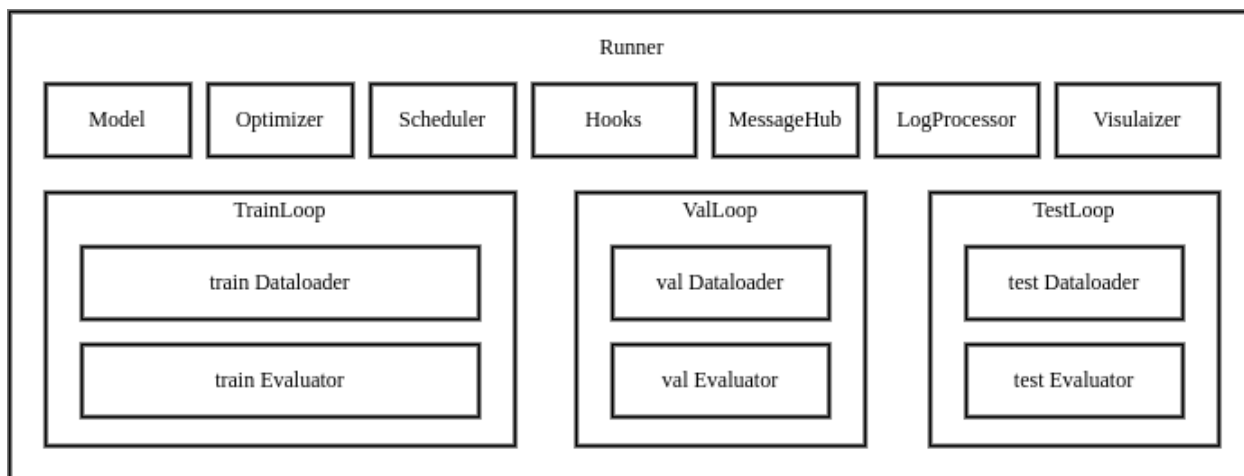 Runner
Model
Optimizer
Scheduler
Hooks
MessageHub
LogProcessor
Visulaizer
TrainLoop
train Dataloader
train Evaluator
ValLoop
val Dataloader
val Evaluator
TestLoop
test Dataloader
test Evaluator